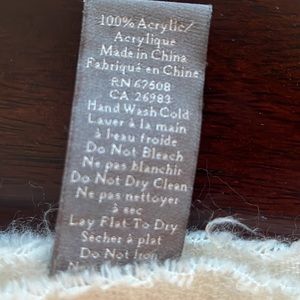 100% Acrylic/
Acrylique
Made in China
Fabriqué en Chine
RN 67508
CA 26983
Hand Wash Cold
Laver à la main
à l'eau froide
Do Not Bleach
Ne pas blanchir
Do Not Dry Clean
Ne pas nettoyer
à sec
Lay Flat To Dry
Sécher à plat
Do Not Iron